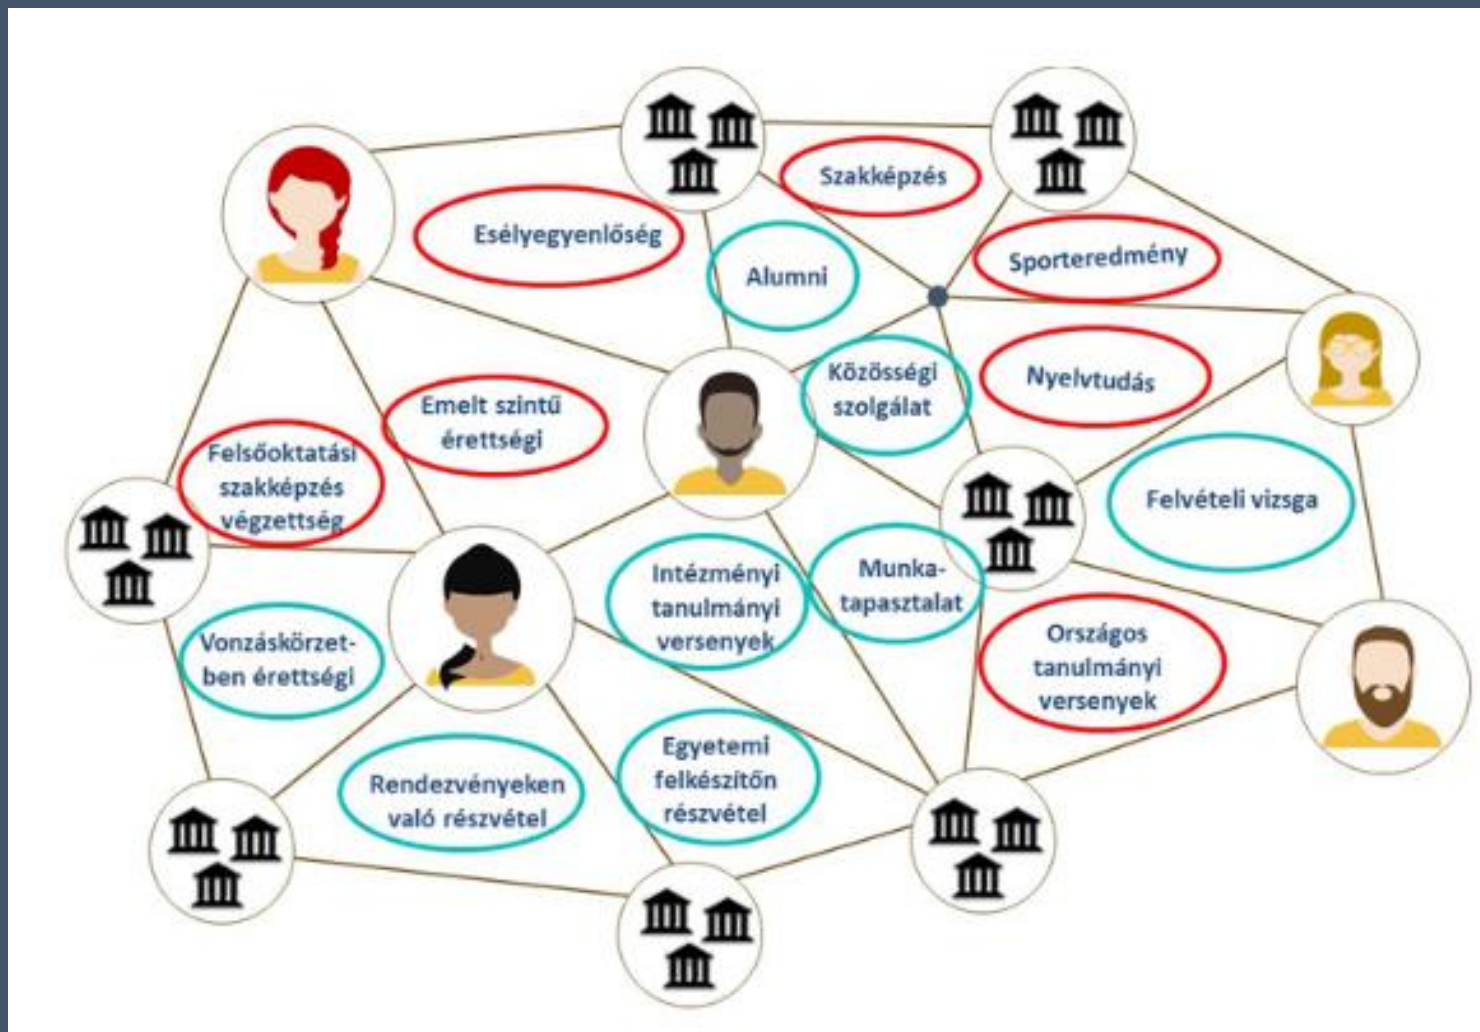 Szakképzés
Esélyegyenlőség
Sporteredmény
Alumni
Közösségi
szolgálat
Nyelvtudás
Emelt szintű
érettségi
Felsőoktatási
szakképzés
végzettség
Felvételi vizsga
Intézményi
tanulmányi
versenyek
Munka-
tapasztalat
Vonzáskörzet-
ben érettségi
Országos
tanulmányi
versenyek
Rendezvényeken
való részvétel
Egyetemi
felkészítőn
részvétel